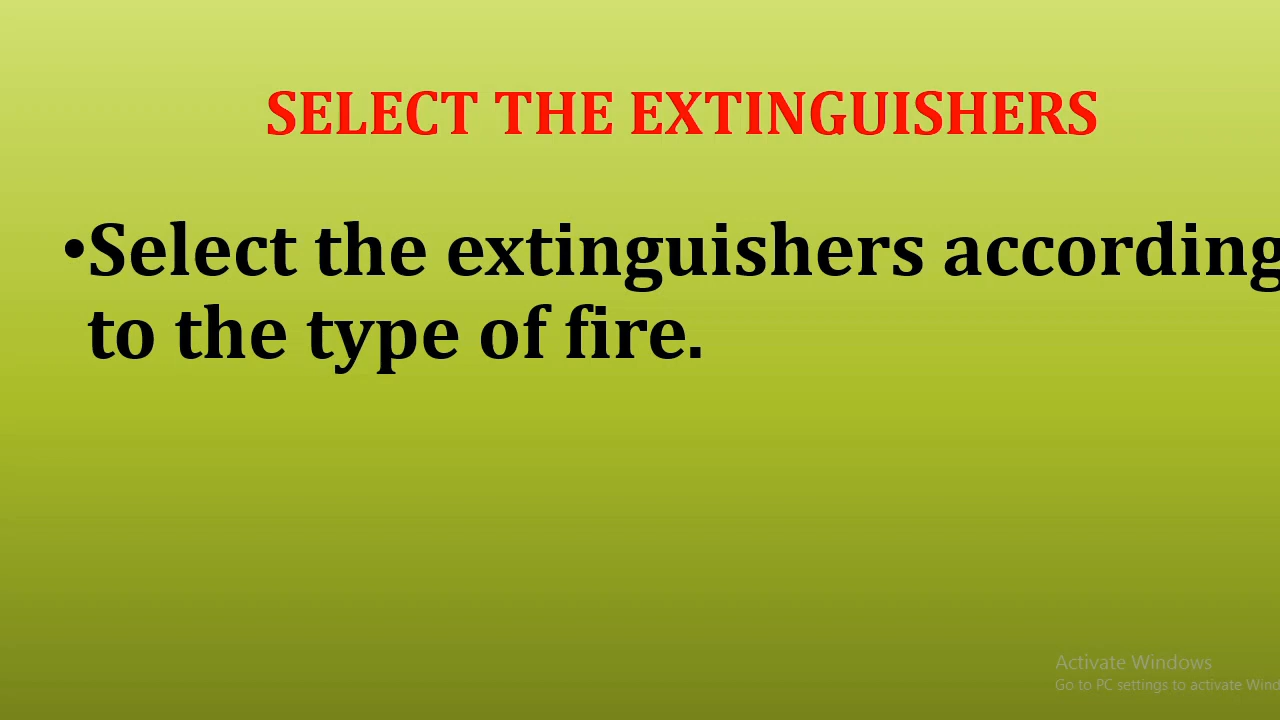 SELECT THE EXTINGUISHERS
•Select the extinguishers according
to the type of fire.
Activate Windows
Go to PC settings to activate Wind